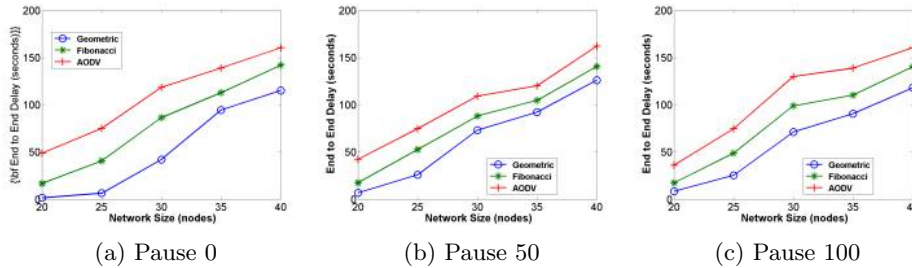 200
150
100
50
0
{\bf End to End Delay (seconds)}}
Geometric
Fibonacci
AODV
20 25 30 35 40
Network Size (nodes)
(a) Pause 0
200
150
100
50
0
End to End Delay (seconds)
Geometric
Fibonacci
AODV
20 25 30 35 40
Network Size (nodes)
(b) Pause 50
200
150
100
50
0
End to End Delay (seconds)
Geometric
Fibonacci
AODV
20 25 30 35 40
Network Size (nodes)
(c) Pause 100